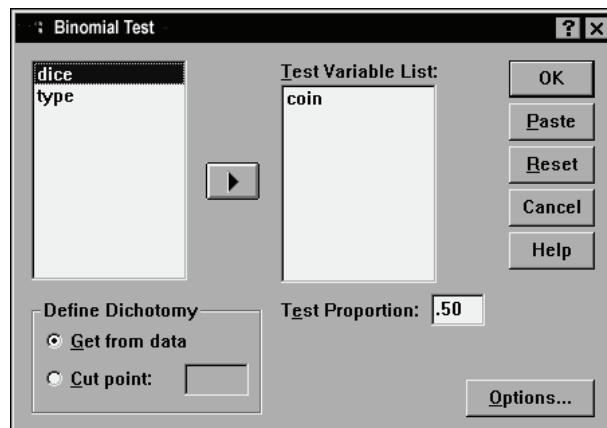 Binomial Test
dice
type
Test Variable List:
coin
OK
Paste
Reset
Cancel
Help
Define Dichotomy
Get from data
Cut point:
Test Proportion: .50
Options...